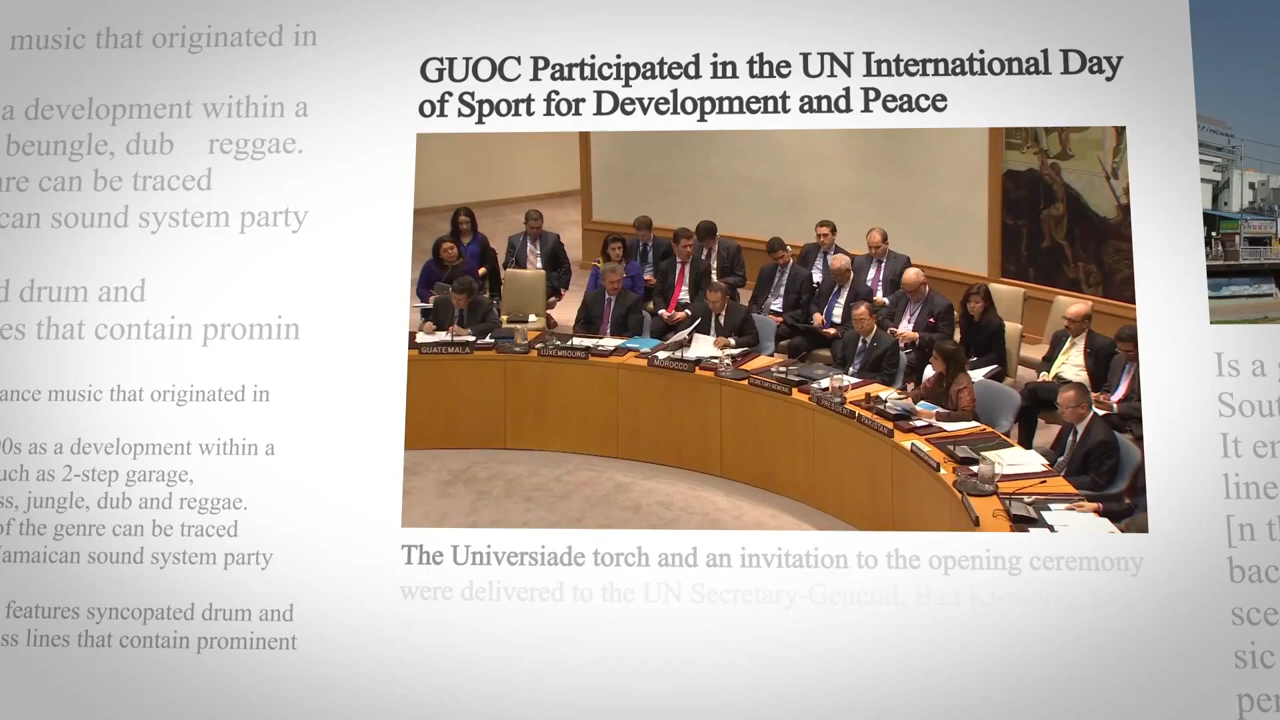 music that originated in
a development within a
beungle, dub reggae.
re can be traced
can sound system party
d drum and
es that contain promin
ance music that originated in
0s as a development within a
uch as 2-step garage,
ss, jungle, dub and reggae.
of the genre can be traced
Jamaican sound system party
features syncopated drum and
ss lines that contain prominent
GUOC Participated in the UN International Day
of Sport for Development and Peace
GUATEMALA
LUXEMBOURG
MOROCCO
SECRETARY-GENERAL
PRESIDENT
PAKISTAN
The Universiade torch and an invitation to the opening ceremony
were delivered to the UN Secretary-General, Ban Ki-moon
Is a
Sout
It en
line
[n t
bac
sce
sic
per